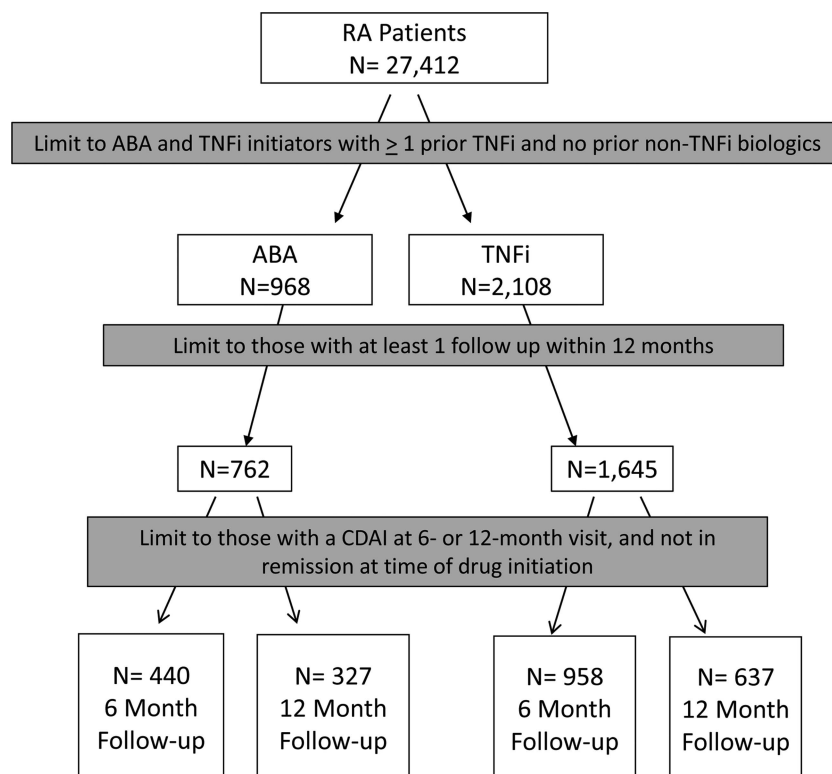 RA Patients
N= 27,412
Limit to ABA and TNFi initiators with ≥ 1 prior TNFi and no prior non-TNFi biologics
ABA
N=968
TNFi
N=2,108
Limit to those with at least 1 follow up within 12 months
N=762
N=1,645
Limit to those with a CDAI at 6- or 12-month visit, and not in
remission at time of drug initiation
N= 440
6 Month
Follow-up
N= 327
12 Month
Follow-up
N= 958
6 Month
Follow-up
N= 637
12 Month
Follow-up